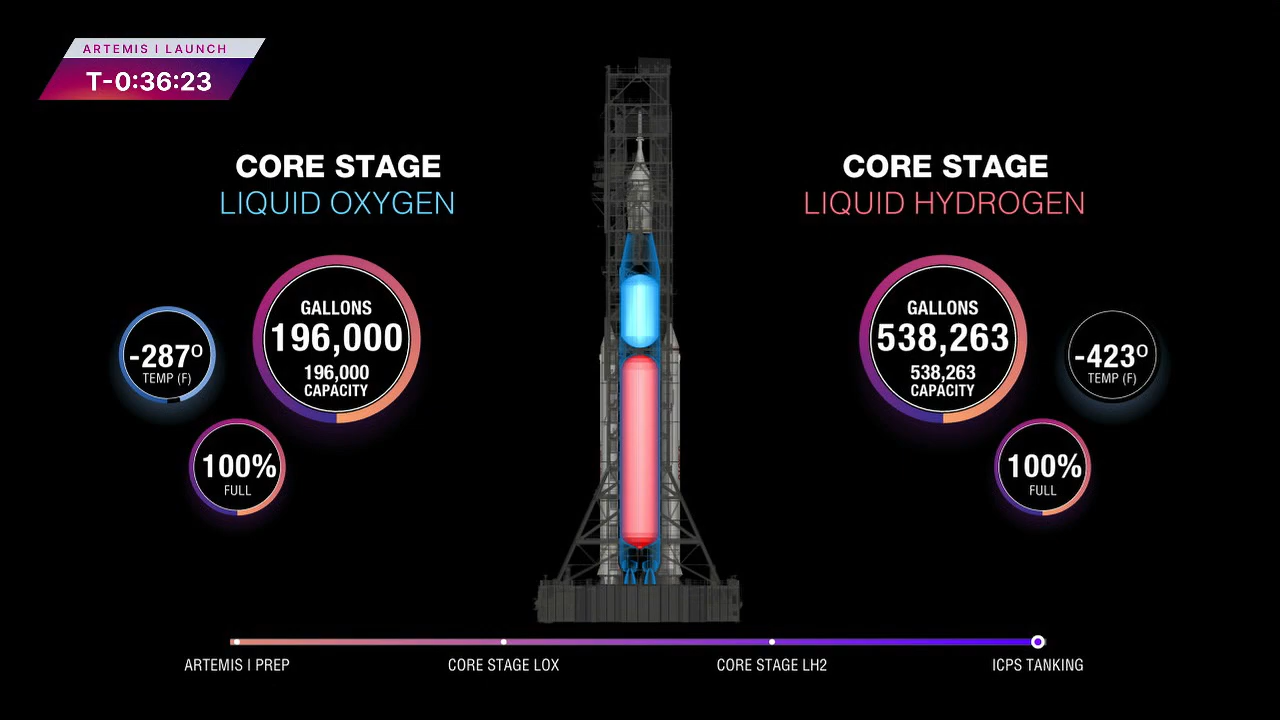 ARTEMIS I LAUNCH
T-0:36:23
CORE STAGE
LIQUID OXYGEN
GALLONS
196,000
196,000
CAPACITY
-287º
TEMP (F)
100%
FULL
CORE STAGE
LIQUID HYDROGEN
GALLONS
538,263
538,263
CAPACITY
-423º
TEMP (F)
100%
FULL
ARTEMIS I PREP
CORE STAGE LOX
CORE STAGE LH2
ICPS TANKING